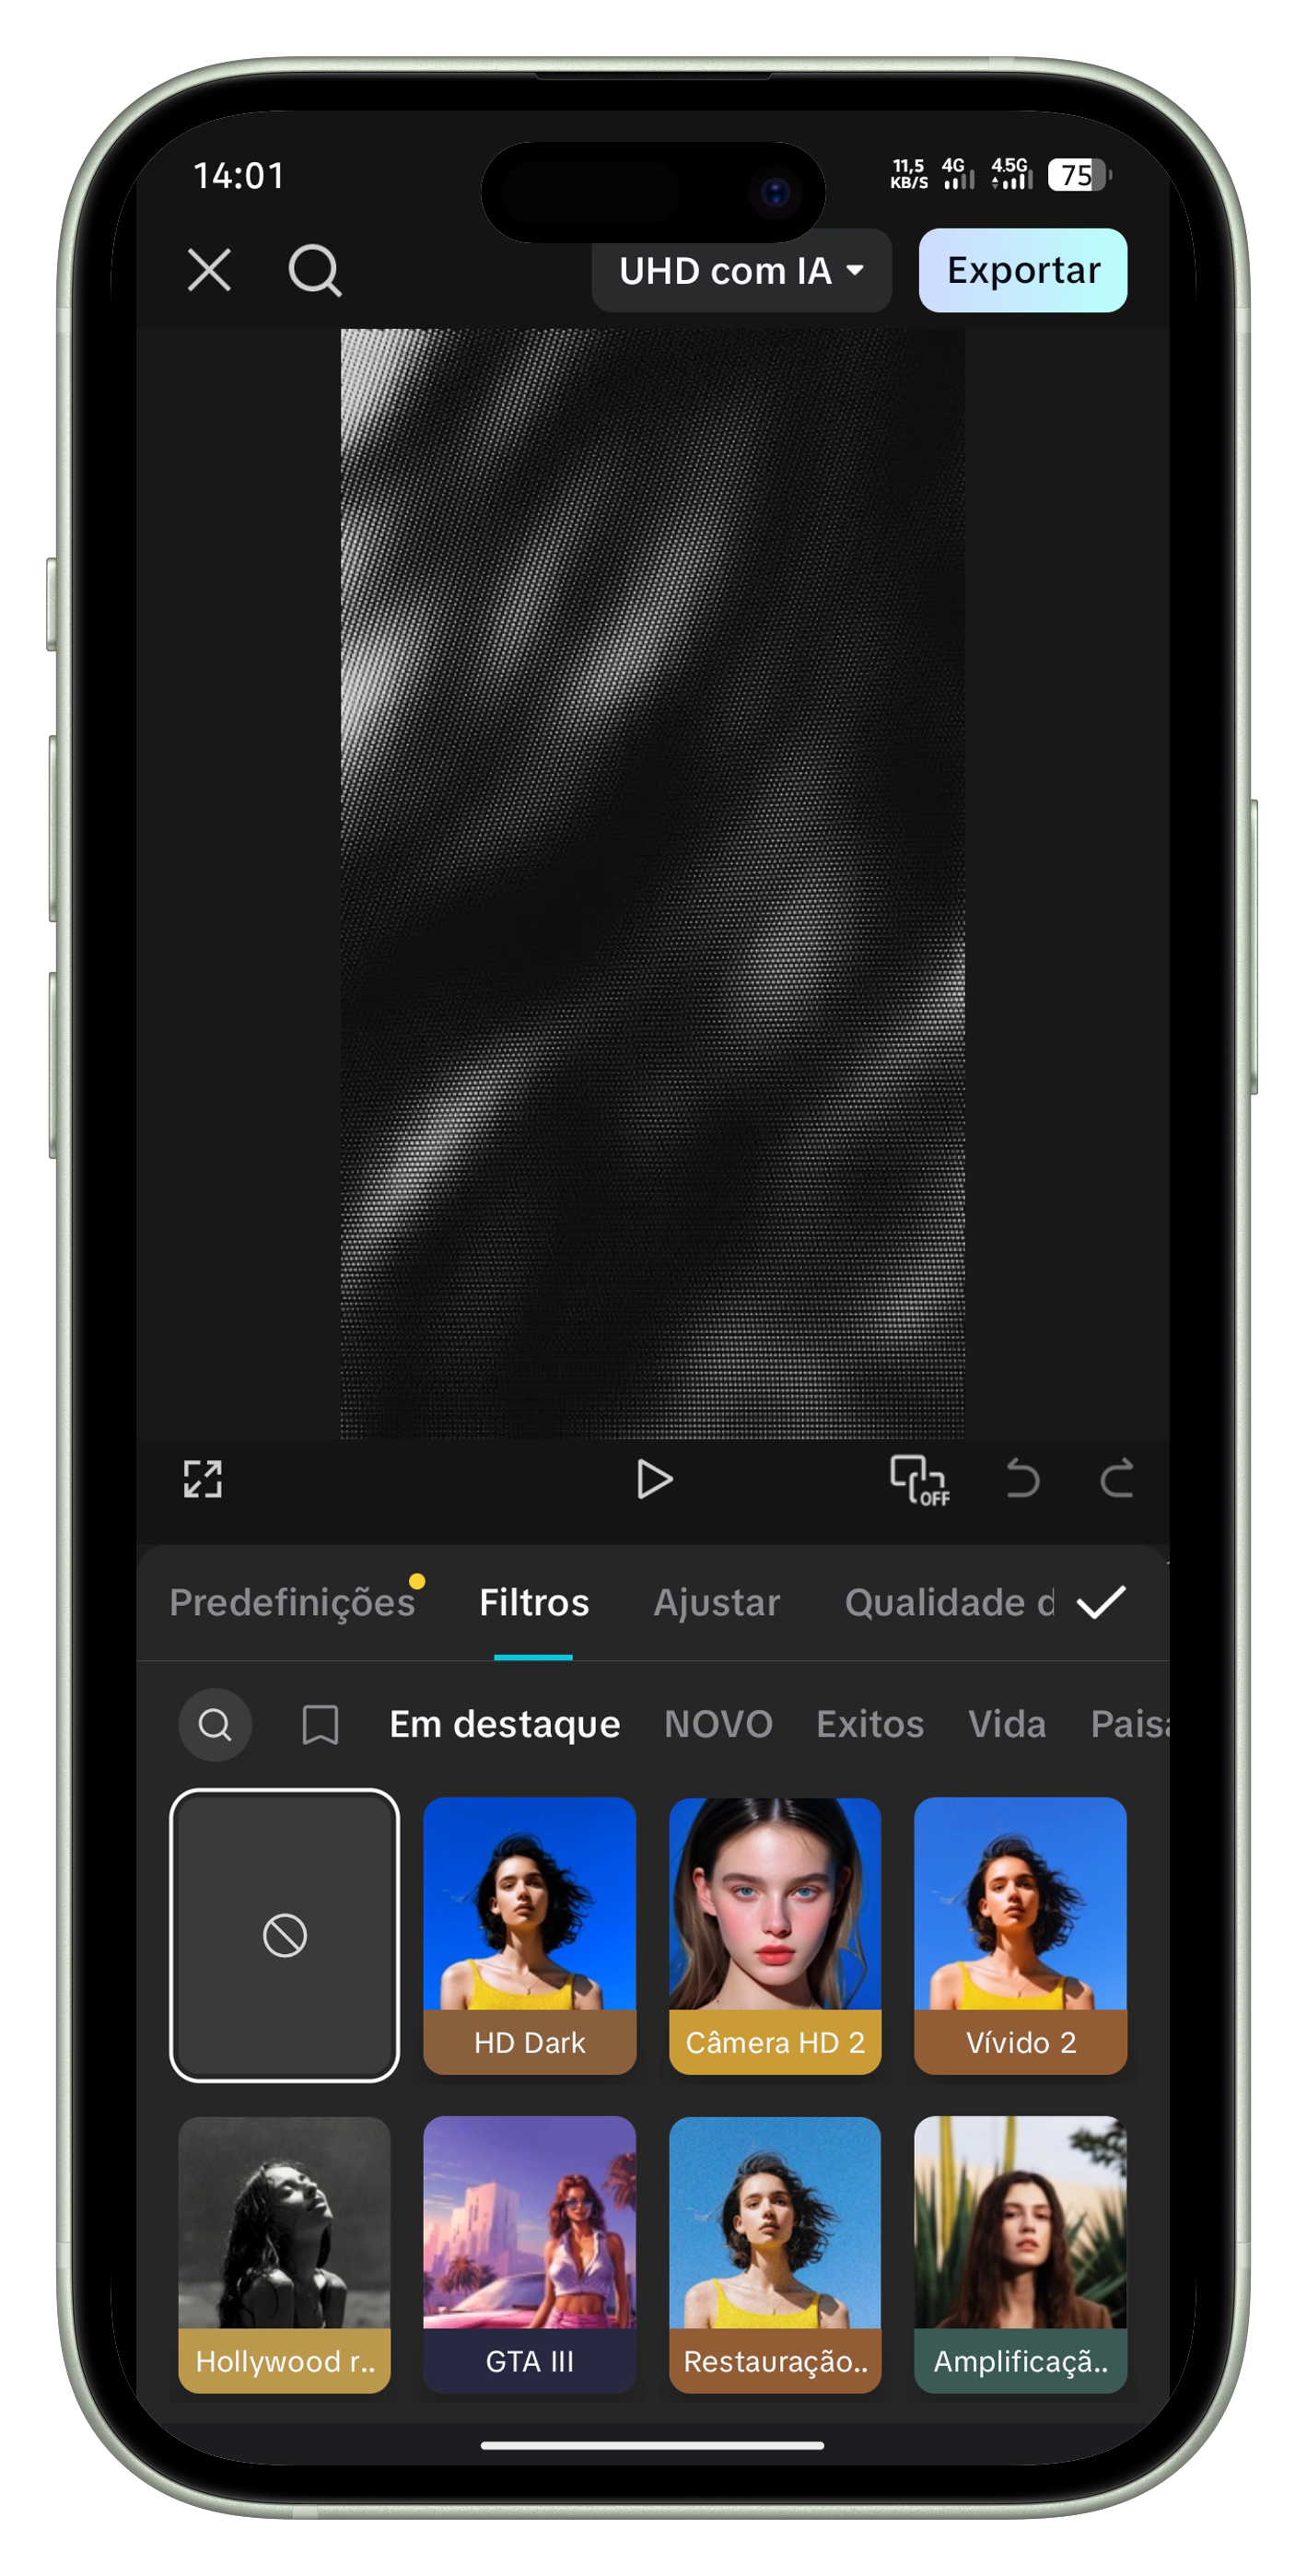 14:01
11,5
KB/S
4G
4.5G
75
UHD com IA
Exportar
OFF
Predefinições
Filtros
Ajustar
Qualidade d
Em destaque
NOVO
Exitos
Vida
Paisa
HD Dark
Câmera HD 2
Vívido 2
Hollywood r..
GTA III
Restauração..
Amplificaçã..